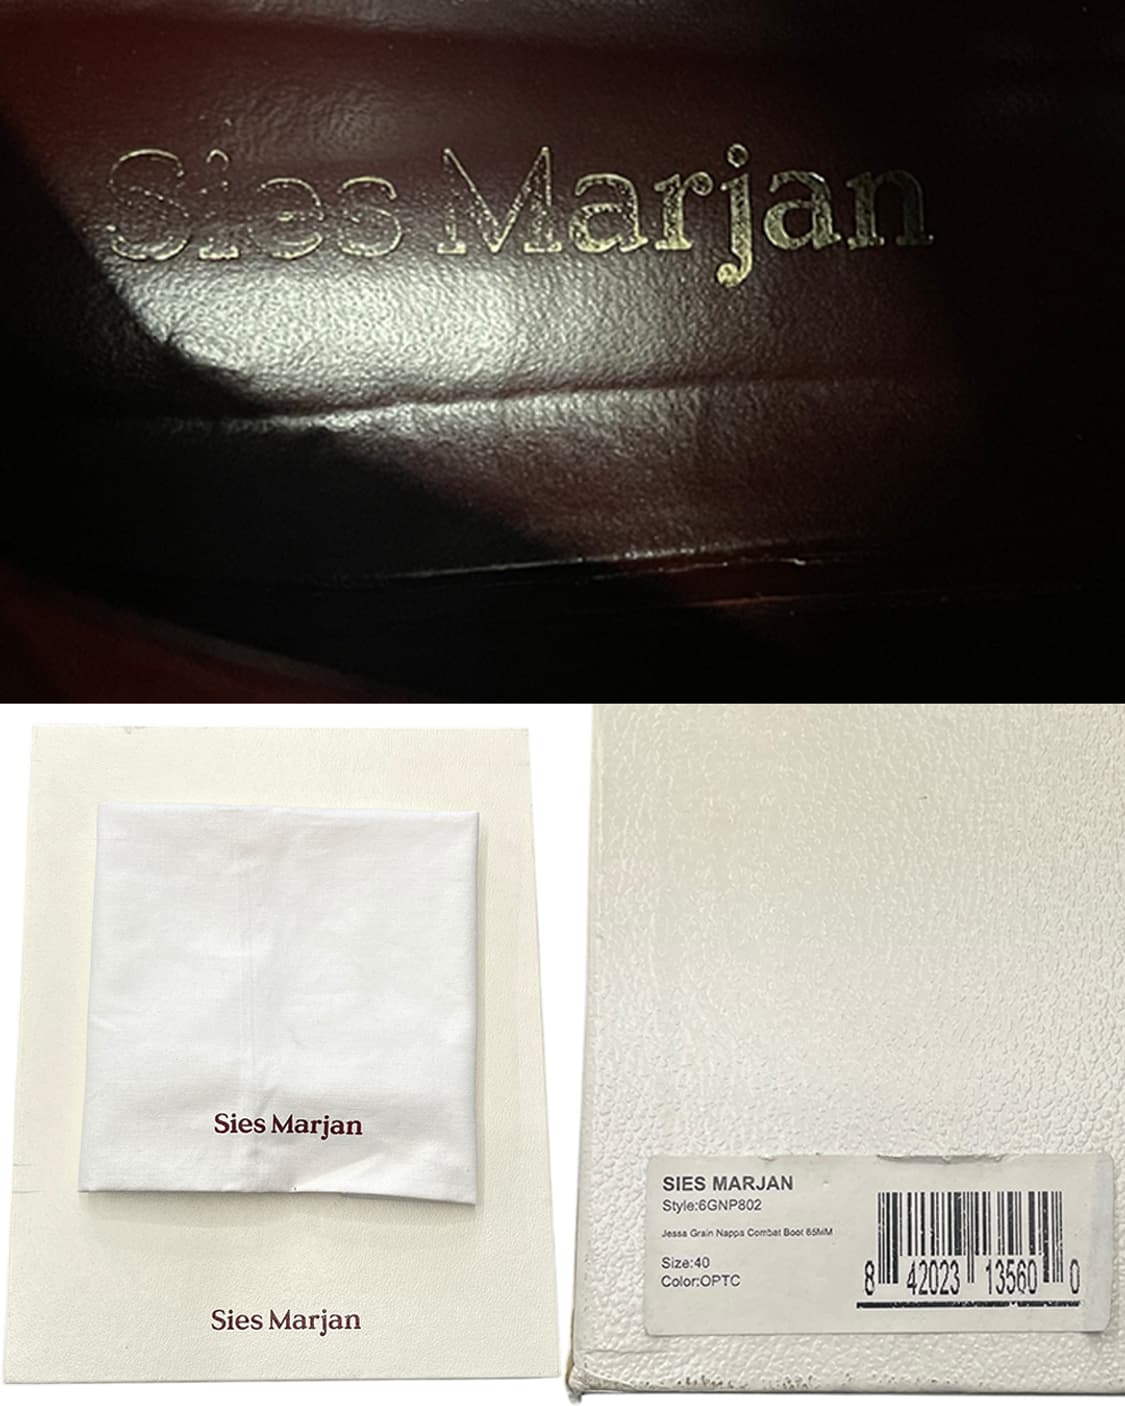 Sies Marjan
Sies Marjan
Sies Marjan
SIES MARJAN
Style:6GNP802
Jessa Grain Nappa Combat Boot 65MM
Size:40
Color:OPTC
8 42023 13560 0